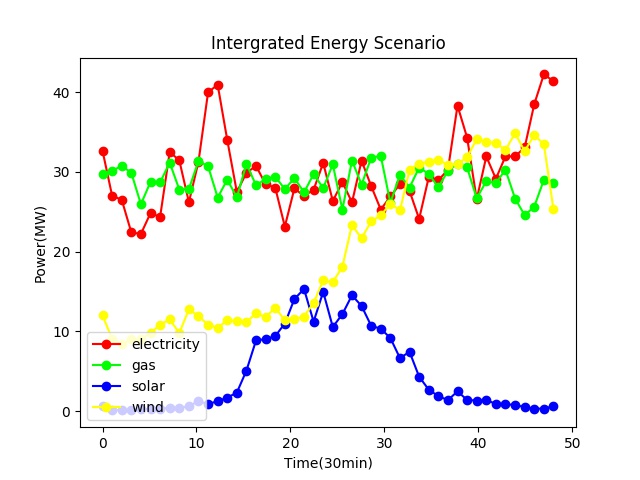 Intergrated Energy Scenario
Power(MW)
40
30
20
10
0
electricity
gas
solar
wind
0 10 20 30 40 50
Time(30min)